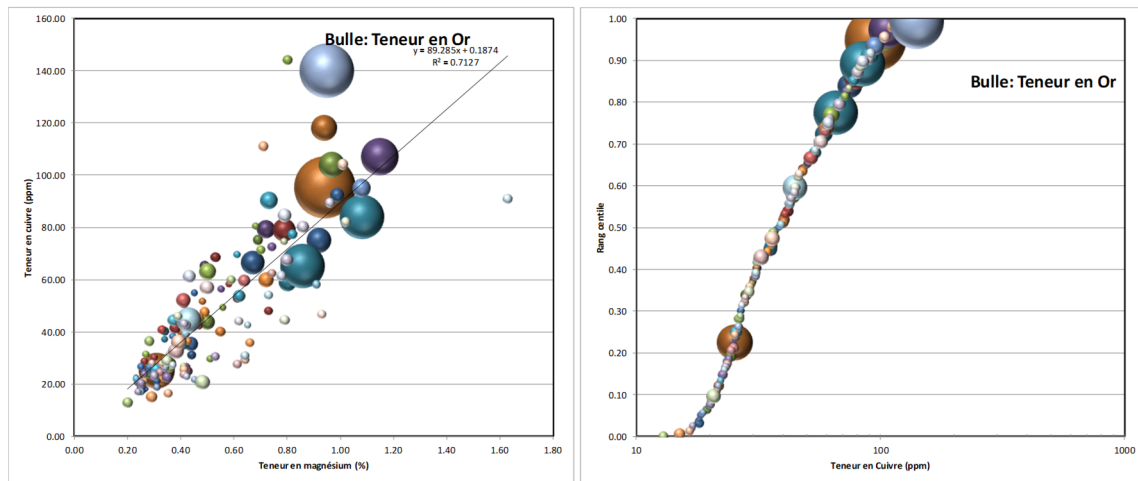 160.00
140.00
120.00
100.00
80.00
60.00
40.00
20.00
0.00
Teneur en cuivre (ppm)
Bulle: Teneur en Or
y = 89.285x + 0.1874
R² = 0.7127
0.00 0.20 0.40 0.60 0.80 1.00 1.20 1.40 1.60 1.80
Teneur en magnésium (%)
1.00
0.90
0.80
0.70
0.60
0.50
0.40
0.30
0.20
0.10
0.00
Rang centile
Bulle: Teneur en Or
10 100 1000
Teneur en Cuivre (ppm)